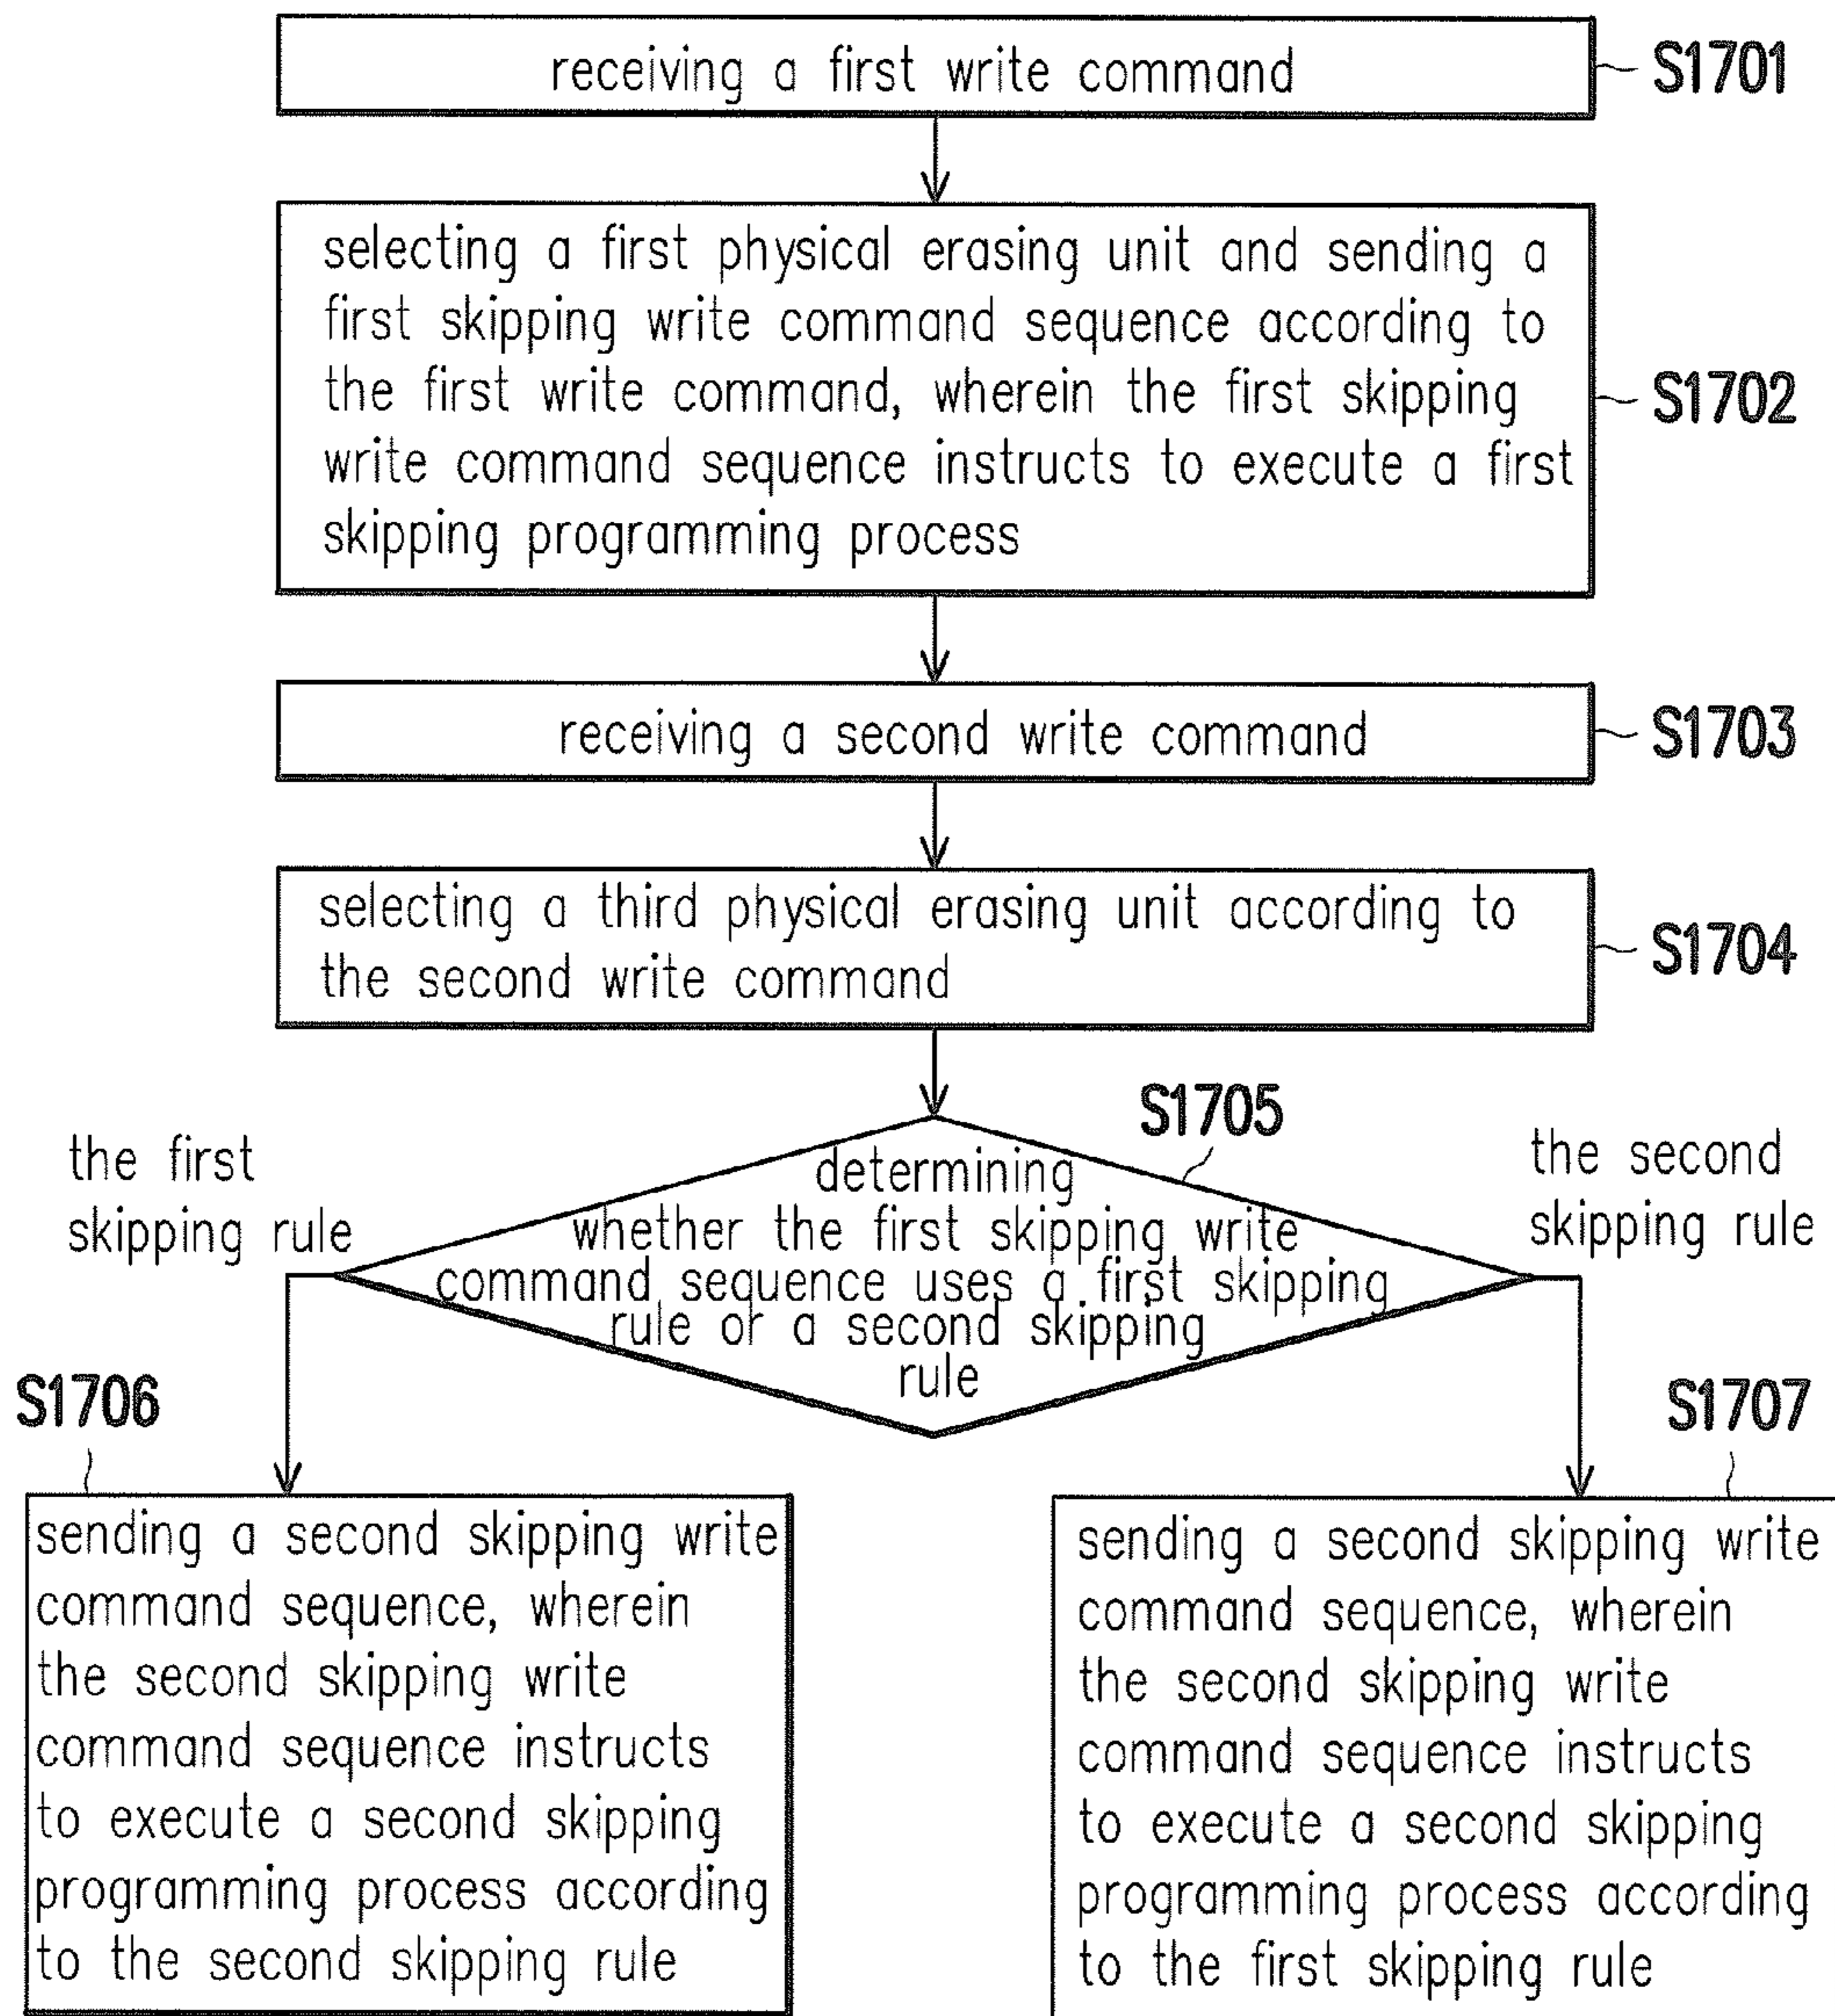 receiving a first write command
S1701
selecting a first physical erasing unit and sending a
first skipping write command sequence according to
the first write command, wherein the first skipping
write command sequence instructs to execute a first
skipping programming process
S1702
receiving a second write command
S1703
selecting a third physical erasing unit according to
the second write command
S1704
S1705
the first
skipping rule
determining
whether the first skipping write
command sequence uses a first skipping
rule or a second skipping
rule
the second
skipping rule
S1706
sending a second skipping write
command sequence, wherein
the second skipping write
command sequence instructs
to execute a second skipping
programming process according
to the second skipping rule
S1707
sending a second skipping write
command sequence, wherein
the second skipping write
command sequence instructs
to execute a second skipping
programming process according
to the first skipping rule